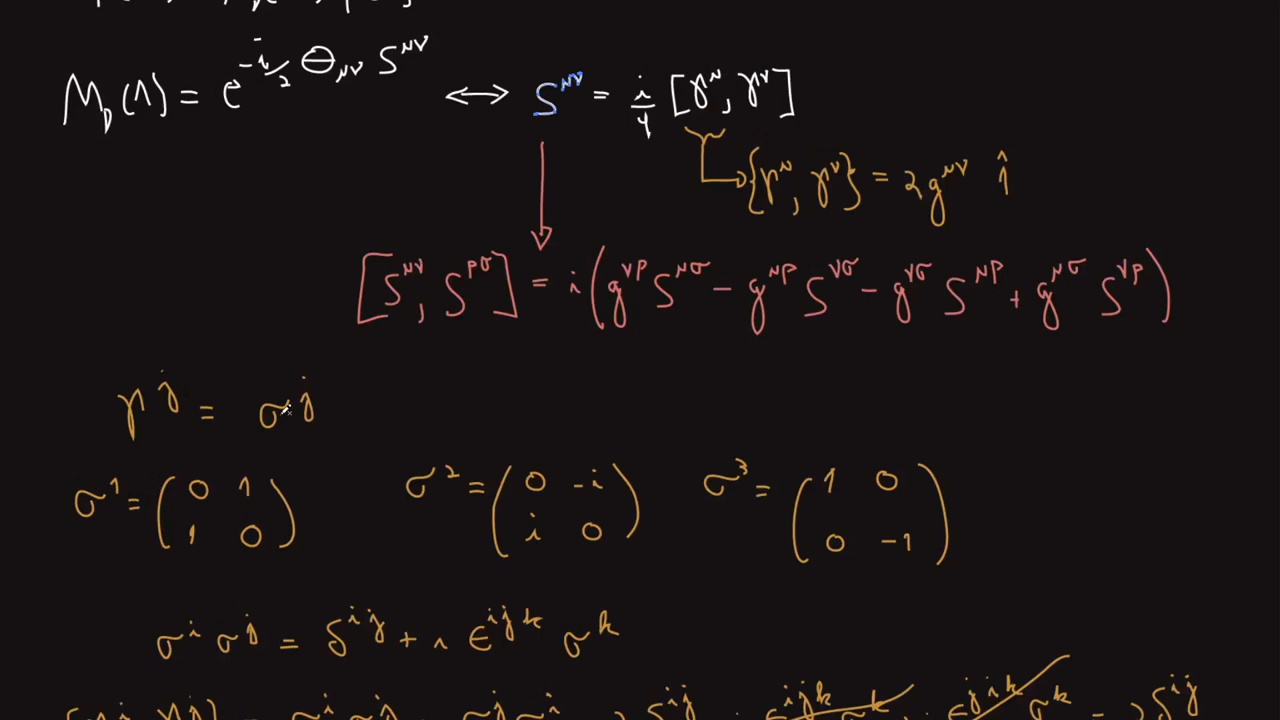 M_D(Λ) = e^{-i/2 Θ_{μν} S^{μν}} ↔ S^{μν} = i/4 [γ^μ, γ^ν]
{γ^μ, γ^ν} = 2g^{μν} 1̂
[S^{μν}, S^{ρσ}] = i(g^{νρ} S^{μσ} - g^{μρ} S^{νσ} - g^{νσ} S^{μρ} + g^{μσ} S^{νρ})
γ^j = σ^j
σ^1 = (0 1; 1 0) σ^2 = (0 -i; i 0) σ^3 = (1 0; 0 -1)
σ^i σ^j = δ^{ij} + i ε^{ijk} σ^k